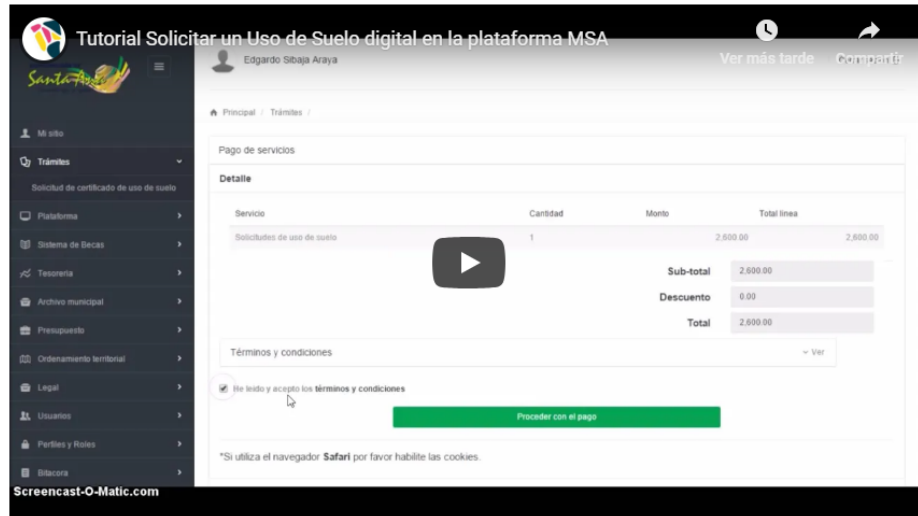 Tutorial Solicitar un Uso de Suelo digital en la plataforma MSA
Ver más tarde
Compartir
Santa Ana
Edgardo Sibaja Araya
Principal / Trámites /
Mi sitio
Trámites
Solicitud de certificado de uso de suelo
Plataforma
Sistema de Becas
Tesorería
Archivo municipal
Presupuesto
Ordenamiento territorial
Legal
Usuarios
Perfiles y Roles
Bitacora
Pago de servicios
Detalle
Servicio Cantidad Monto Total linea
Solicitudes de uso de suelo 1 2,600.00 2,600.00
Sub-total 2,600.00
Descuento 0.00
Total 2,600.00
Términos y condiciones Ver
He leído y acepto los términos y condiciones
Proceder con el pago
*Si utiliza el navegador Safari por favor habilite las cookies.
Screencast-O-Matic.com